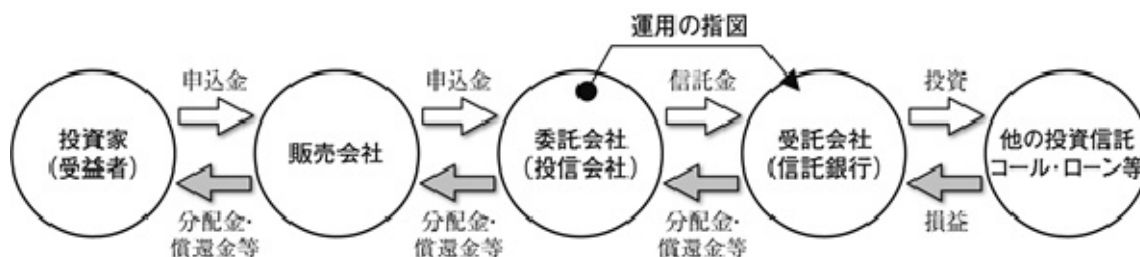 運用の指図
申込金
申込金
信託金
投資
投資家
(受益者)
販売会社
委託会社
(投信会社)
受託会社
(信託銀行)
他の投資信託
コール・ローン等
分配金・
償還金等
分配金・
償還金等
分配金・
償還金等
損益